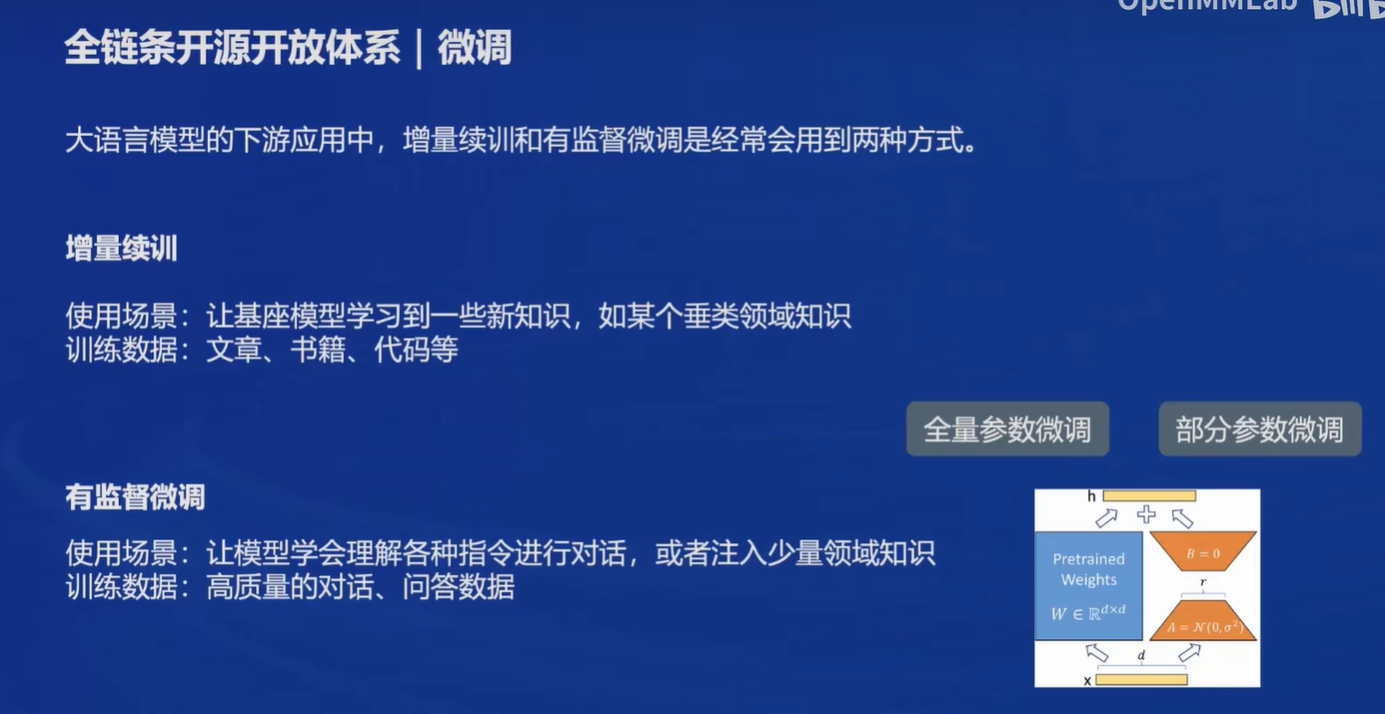 OpenMMLab
全链条开源开放体系｜微调
大语言模型的下游应用中，增量续训和有监督微调是经常会用到两种方式。
增量续训
使用场景：让基座模型学习到一些新知识，如某个垂类领域知识
训练数据：文章、书籍、代码等
全量参数微调
部分参数微调
有监督微调
使用场景：让模型学会理解各种指令进行对话，或者注入少量领域知识
训练数据：高质量的对话、问答数据
h
Pretrained
Weights
W ∈ ℝ^{d×d}
B = 0
r
A = 𝒩(0,σ²)
d
x